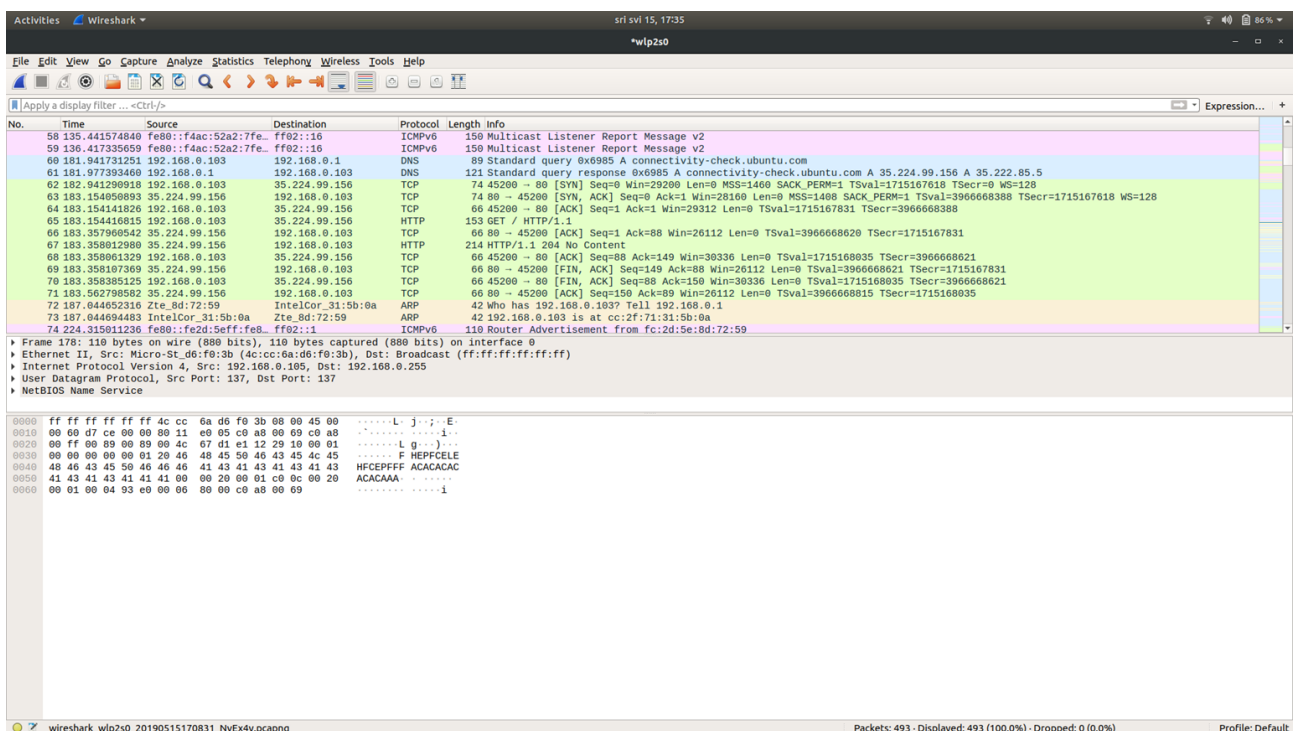 Activities Wireshark sri svi 15, 17:35 86 %
*wlp2s0
File Edit View Go Capture Analyze Statistics Telephony Wireless Tools Help
Apply a display filter ... <Ctrl-/> Expression... +
No. Time Source Destination Protocol Length Info
58 135.441574840 fe80::f4ac:52a2:7fe… ff02::16 ICMPv6 150 Multicast Listener Report Message v2
59 136.417335659 fe80::f4ac:52a2:7fe… ff02::16 ICMPv6 150 Multicast Listener Report Message v2
60 181.941731251 192.168.0.103 192.168.0.1 DNS 89 Standard query 0x6985 A connectivity-check.ubuntu.com
61 181.977393460 192.168.0.1 192.168.0.103 DNS 121 Standard query response 0x6985 A connectivity-check.ubuntu.com A 35.224.99.156 A 35.222.85.5
62 182.941290918 192.168.0.103 35.224.99.156 TCP 74 45200 → 80 [SYN] Seq=0 Win=29200 Len=0 MSS=1460 SACK_PERM=1 TSval=1715167618 TSecr=0 WS=128
63 183.154050893 35.224.99.156 192.168.0.103 TCP 74 80 → 45200 [SYN, ACK] Seq=0 Ack=1 Win=28160 Len=0 MSS=1408 SACK_PERM=1 TSval=3966668388 TSecr=1715167618 WS=128
64 183.154141826 192.168.0.103 35.224.99.156 TCP 66 45200 → 80 [ACK] Seq=1 Ack=1 Win=29312 Len=0 TSval=1715167831 TSecr=3966668388
65 183.154416815 192.168.0.103 35.224.99.156 HTTP 153 GET / HTTP/1.1
66 183.357960542 35.224.99.156 192.168.0.103 TCP 66 80 → 45200 [ACK] Seq=1 Ack=88 Win=26112 Len=0 TSval=3966668620 TSecr=1715167831
67 183.358012980 35.224.99.156 192.168.0.103 HTTP 214 HTTP/1.1 204 No Content
68 183.358061329 192.168.0.103 35.224.99.156 TCP 66 45200 → 80 [ACK] Seq=88 Ack=149 Win=30336 Len=0 TSval=1715168035 TSecr=3966668621
69 183.358107369 35.224.99.156 192.168.0.103 TCP 66 80 → 45200 [FIN, ACK] Seq=149 Ack=88 Win=26112 Len=0 TSval=3966668621 TSecr=1715167831
70 183.358385125 192.168.0.103 35.224.99.156 TCP 66 45200 → 80 [FIN, ACK] Seq=88 Ack=150 Win=30336 Len=0 TSval=1715168035 TSecr=3966668621
71 183.562798582 35.224.99.156 192.168.0.103 TCP 66 80 → 45200 [ACK] Seq=150 Ack=89 Win=26112 Len=0 TSval=3966668815 TSecr=1715168035
72 187.044652316 Zte_8d:72:59 IntelCor_31:5b:0a ARP 42 Who has 192.168.0.103? Tell 192.168.0.1
73 187.044694483 IntelCor_31:5b:0a Zte_8d:72:59 ARP 42 192.168.0.103 is at cc:2f:71:31:5b:0a
74 224.315011236 fe80::fe2d:5eff:fe8… ff02::1 ICMPv6 110 Router Advertisement from fc:2d:5e:8d:72:59
Frame 178: 110 bytes on wire (880 bits), 110 bytes captured (880 bits) on interface 0
Ethernet II, Src: Micro-St_d6:f0:3b (4c:cc:6a:d6:f0:3b), Dst: Broadcast (ff:ff:ff:ff:ff:ff)
Internet Protocol Version 4, Src: 192.168.0.105, Dst: 192.168.0.255
User Datagram Protocol, Src Port: 137, Dst Port: 137
NetBIOS Name Service
0000 ff ff ff ff ff ff 4c cc 6a d6 f0 3b 08 00 45 00 ······L· j··;··E·
0010 00 60 d7 ce 00 00 80 11 e0 05 c0 a8 00 69 c0 a8 ·`······ ·····i··
0020 00 ff 00 89 00 89 00 4c 67 d1 e1 12 29 10 00 01 ·······L g···)···
0030 00 00 00 00 00 01 20 46 48 45 50 46 43 45 4c 45 ······ F HEPFCELE
0040 48 46 43 45 50 46 46 46 41 43 41 43 41 43 41 43 HFCEPFFF ACACACAC
0050 41 43 41 43 41 41 41 00 00 20 00 01 c0 0c 00 20 ACACAAA· · ·····
0060 00 01 00 04 93 e0 00 06 80 00 c0 a8 00 69 ········ ·····i
wireshark_wlp2s0_20190515170831_NyEx4y.pcapng Packets: 493 · Displayed: 493 (100.0%) · Dropped: 0 (0.0%) Profile: Default